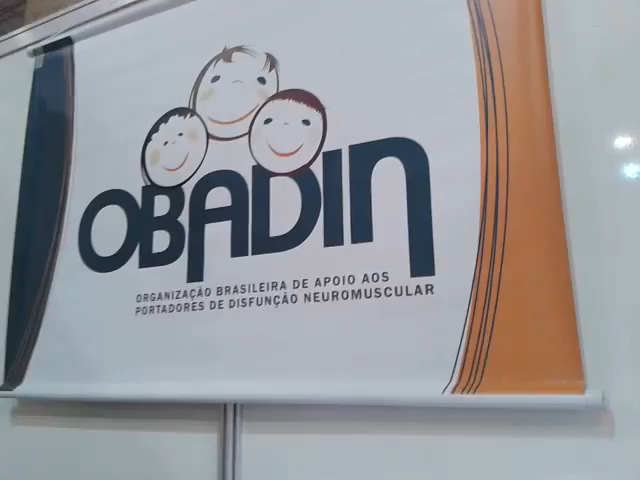 OBADIN
ORGANIZAÇÃO BRASILEIRA DE APOIO AOS
PORTADORES DE DISFUNÇÃO NEUROMUSCULAR